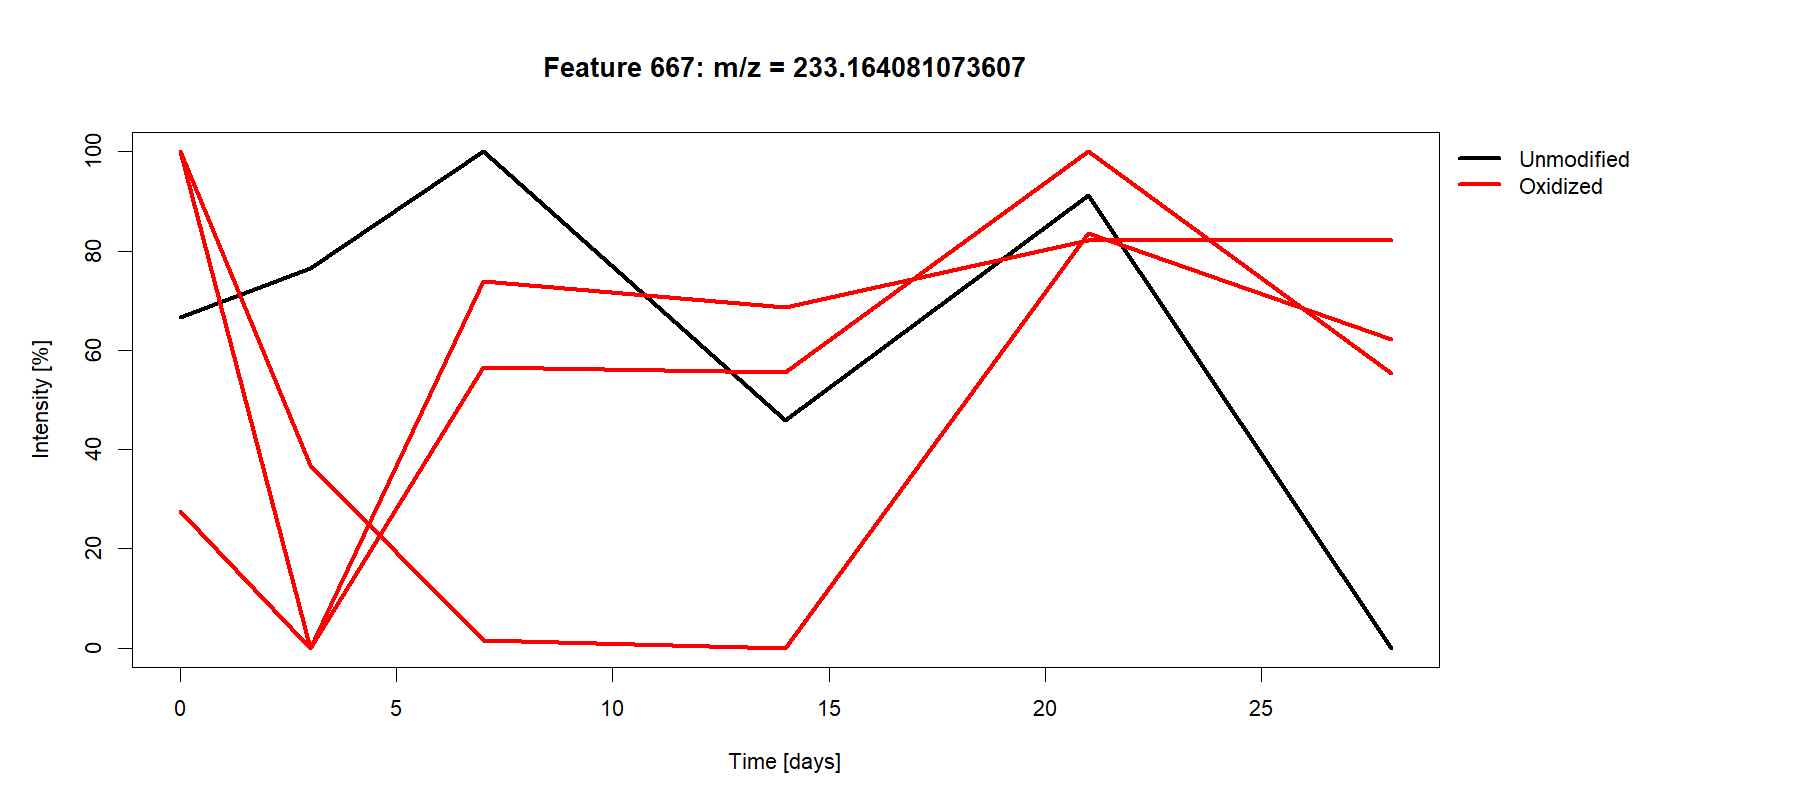 Feature 667: m/z = 233.164081073607
Unmodified
Oxidized
Intensity [%]
100
80
60
40
20
0
0 5 10 15 20 25
Time [days]